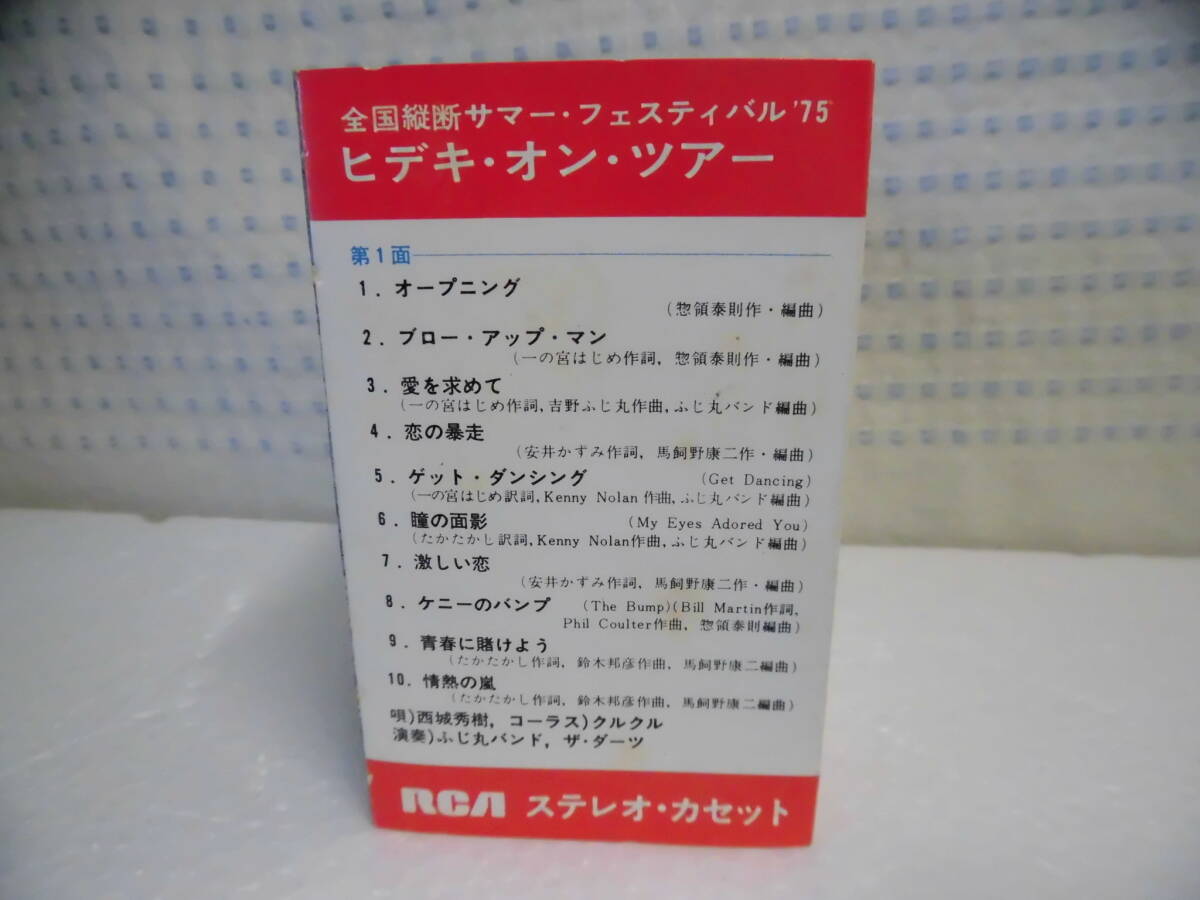 全国縦断サマー・フェスティバル'75
ヒデキ・オン・ツアー
第1面
1. オープニング
(惣領泰則作・編曲)
2. ブロー・アップ・マン
(一の宮はじめ作詞, 惣領泰則作・編曲)
3. 愛を求めて
(一の宮はじめ作詞, 吉野ふじ丸作曲, ふじ丸バンド編曲)
4. 恋の暴走
(安井かずみ作詞, 馬飼野康二作・編曲)
5. ゲット・ダンシング (Get Dancing)
(一の宮はじめ訳詞, Kenny Nolan 作曲, ふじ丸バンド編曲)
6. 瞳の面影 (My Eyes Adored You)
(たかたかし訳詞, Kenny Nolan作曲, ふじ丸バンド編曲)
7. 激しい恋
(安井かずみ作詞, 馬飼野康二作・編曲)
8. ケニーのバンプ (The Bump)(Bill Martin作詞,
Phil Coulter作曲, 惣領泰則編曲)
9. 青春に賭けよう
(たかたかし作詞, 鈴木邦彦作曲, 馬飼野康二編曲)
10. 情熱の嵐
(たかたかし作詞, 鈴木邦彦作曲, 馬飼野康二編曲)
唄)西城秀樹, コーラス)クルクル
演奏)ふじ丸バンド, ザ・ダーツ
RCA ステレオ・カセット